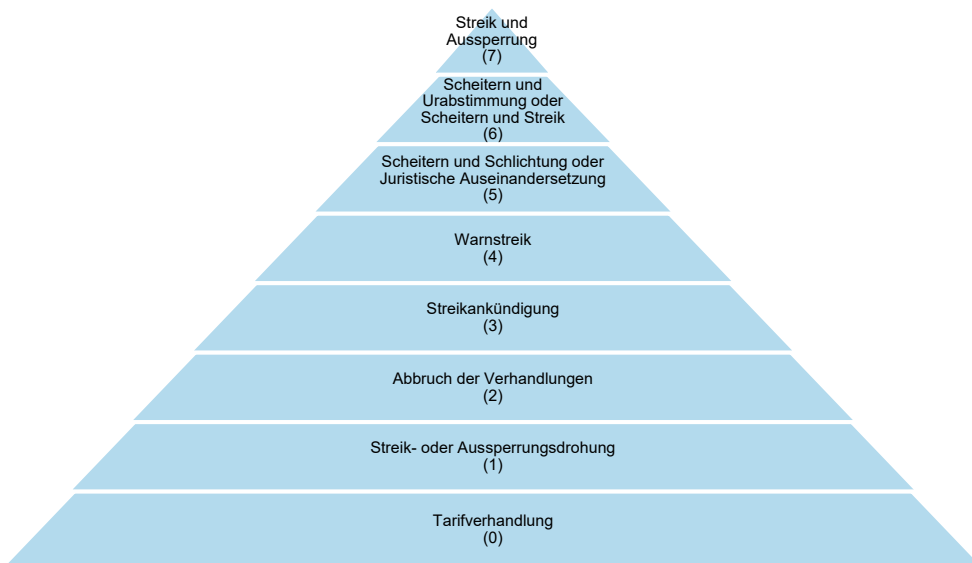 Streik und
Aussperrung
(7)
Scheitern und
Urabstimmung oder
Scheitern und Streik
(6)
Scheitern und Schlichtung oder
Juristische Auseinandersetzung
(5)
Warnstreik
(4)
Streikankündigung
(3)
Abbruch der Verhandlungen
(2)
Streik- oder Aussperrungsdrohung
(1)
Tarifverhandlung
(0)